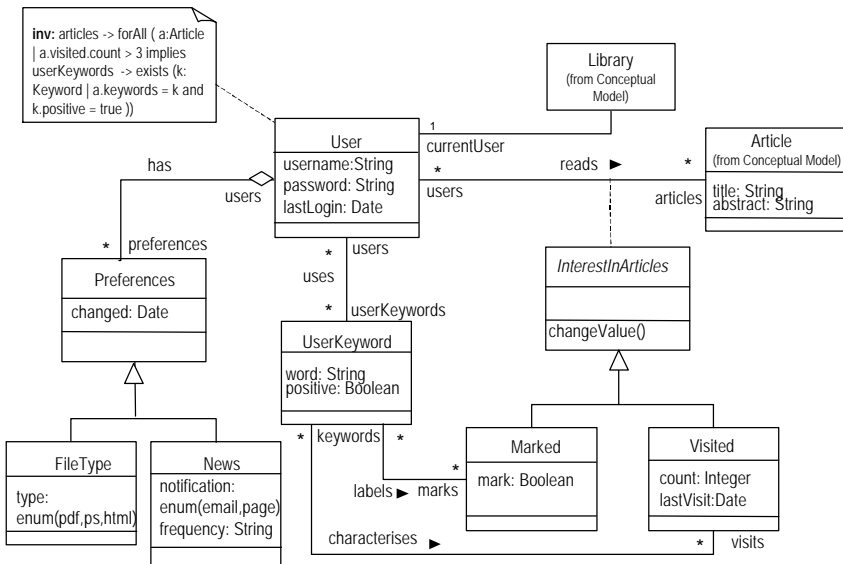 inv: articles -> forAll ( a:Article
| a.visited.count > 3 implies
userKeywords -> exists (k:
Keyword | a.keywords = k and
k.positive = true ))
Library
(from Conceptual
Model)
1
currentUser
User
username:String
password: String
lastLogin: Date
has
users
*
users
reads ►
*
articles
Article
(from Conceptual Model)
title: String
abstract: String
*
preferences
Preferences
changed: Date
*
users
uses
*
userKeywords
InterestInArticles
changeValue()
UserKeyword
word: String
positive: Boolean
*
keywords
*
FileType
type:
enum(pdf,ps,html)
News
notification:
enum(email,page)
frequency: String
labels ►
*
marks
Marked
mark: Boolean
Visited
count: Integer
lastVisit:Date
characterises ►
*
visits